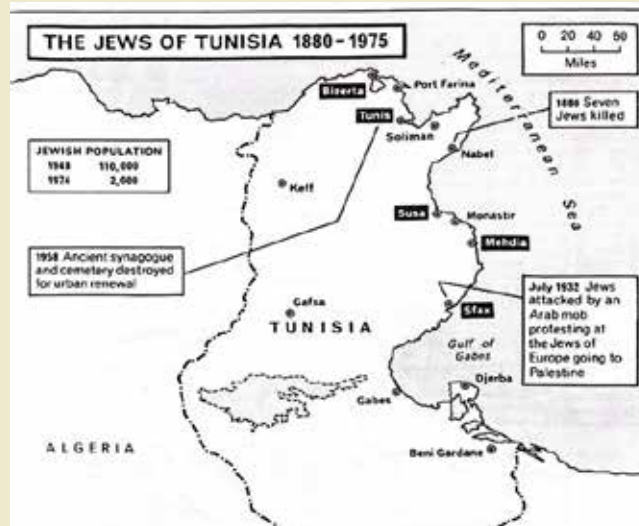 THE JEWS OF TUNISIA 1880-1975
0 20 40 60
Miles
Mediterranean Sea
Bizerta
Port Farina
Tunis
Soliman
1880 Seven
Jews killed
Nabel
JEWISH POPULATION
1948 110,000
1974 2,000
Keff
Susa
Monastir
Mehdia
1958 Ancient synagogue
and cemetery destroyed
for urban renewal
July 1932 Jews
attacked by an
Arab mob
protesting at
the Jews of
Europe going to
Palestine
Sfax
Gafsa
TUNISIA
Gulf of
Gabes
Djerba
Gabes
ALGERIA
Beni Gardane